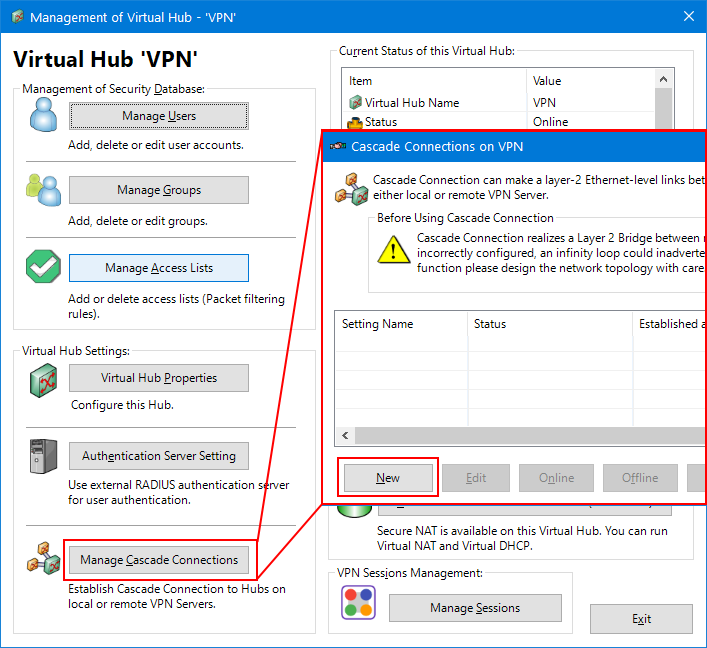 Management of Virtual Hub - 'VPN'
Virtual Hub 'VPN'
Management of Security Database:
Manage Users
Add, delete or edit user accounts.
Manage Groups
Add, delete or edit groups.
Manage Access Lists
Add or delete access lists (Packet filtering
rules).
Virtual Hub Settings:
Virtual Hub Properties
Configure this Hub.
Authentication Server Setting
Use external RADIUS authentication server
for user authentication.
Manage Cascade Connections
Establish Cascade Connection to Hubs on
local or remote VPN Servers.
Current Status of this Virtual Hub:
Item Value
Virtual Hub Name VPN
Status Online
Cascade Connections on VPN
Cascade Connection can make a layer-2 Ethernet-level links bet
either local or remote VPN Server.
Before Using Cascade Connection
Cascade Connection realizes a Layer 2 Bridge between
incorrectly configured, an infinity loop could inadverte
function please design the network topology with care
Setting Name Status Established a
New Edit Online Offline
Secure NAT is available on this Virtual Hub. You can run
Virtual NAT and Virtual DHCP.
VPN Sessions Management:
Manage Sessions
Exit